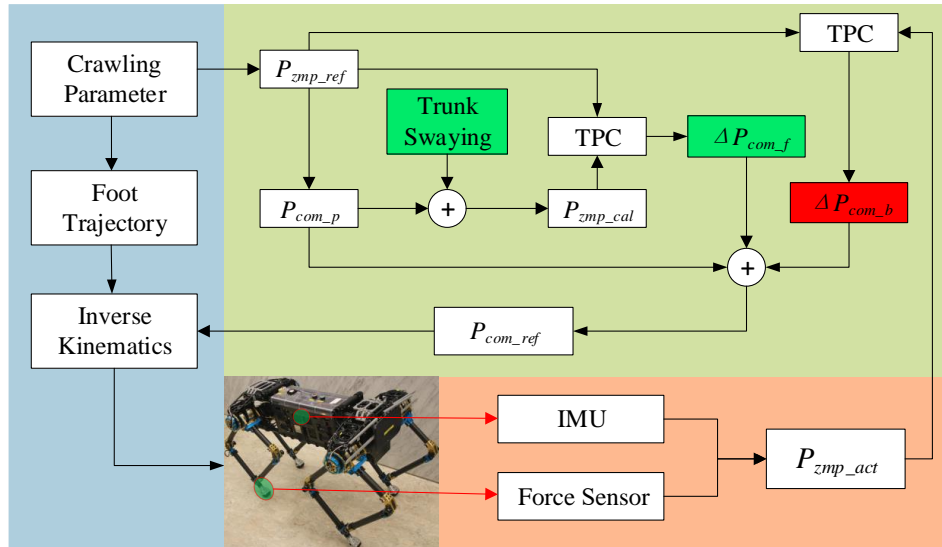 Crawling
Parameter
Foot
Trajectory
Inverse
Kinematics
P_zmp_ref
TPC
Trunk
Swaying
TPC
ΔP_com_f
P_com_p
+
P_zmp_cal
ΔP_com_b
+
P_com_ref
IMU
Force Sensor
P_zmp_act